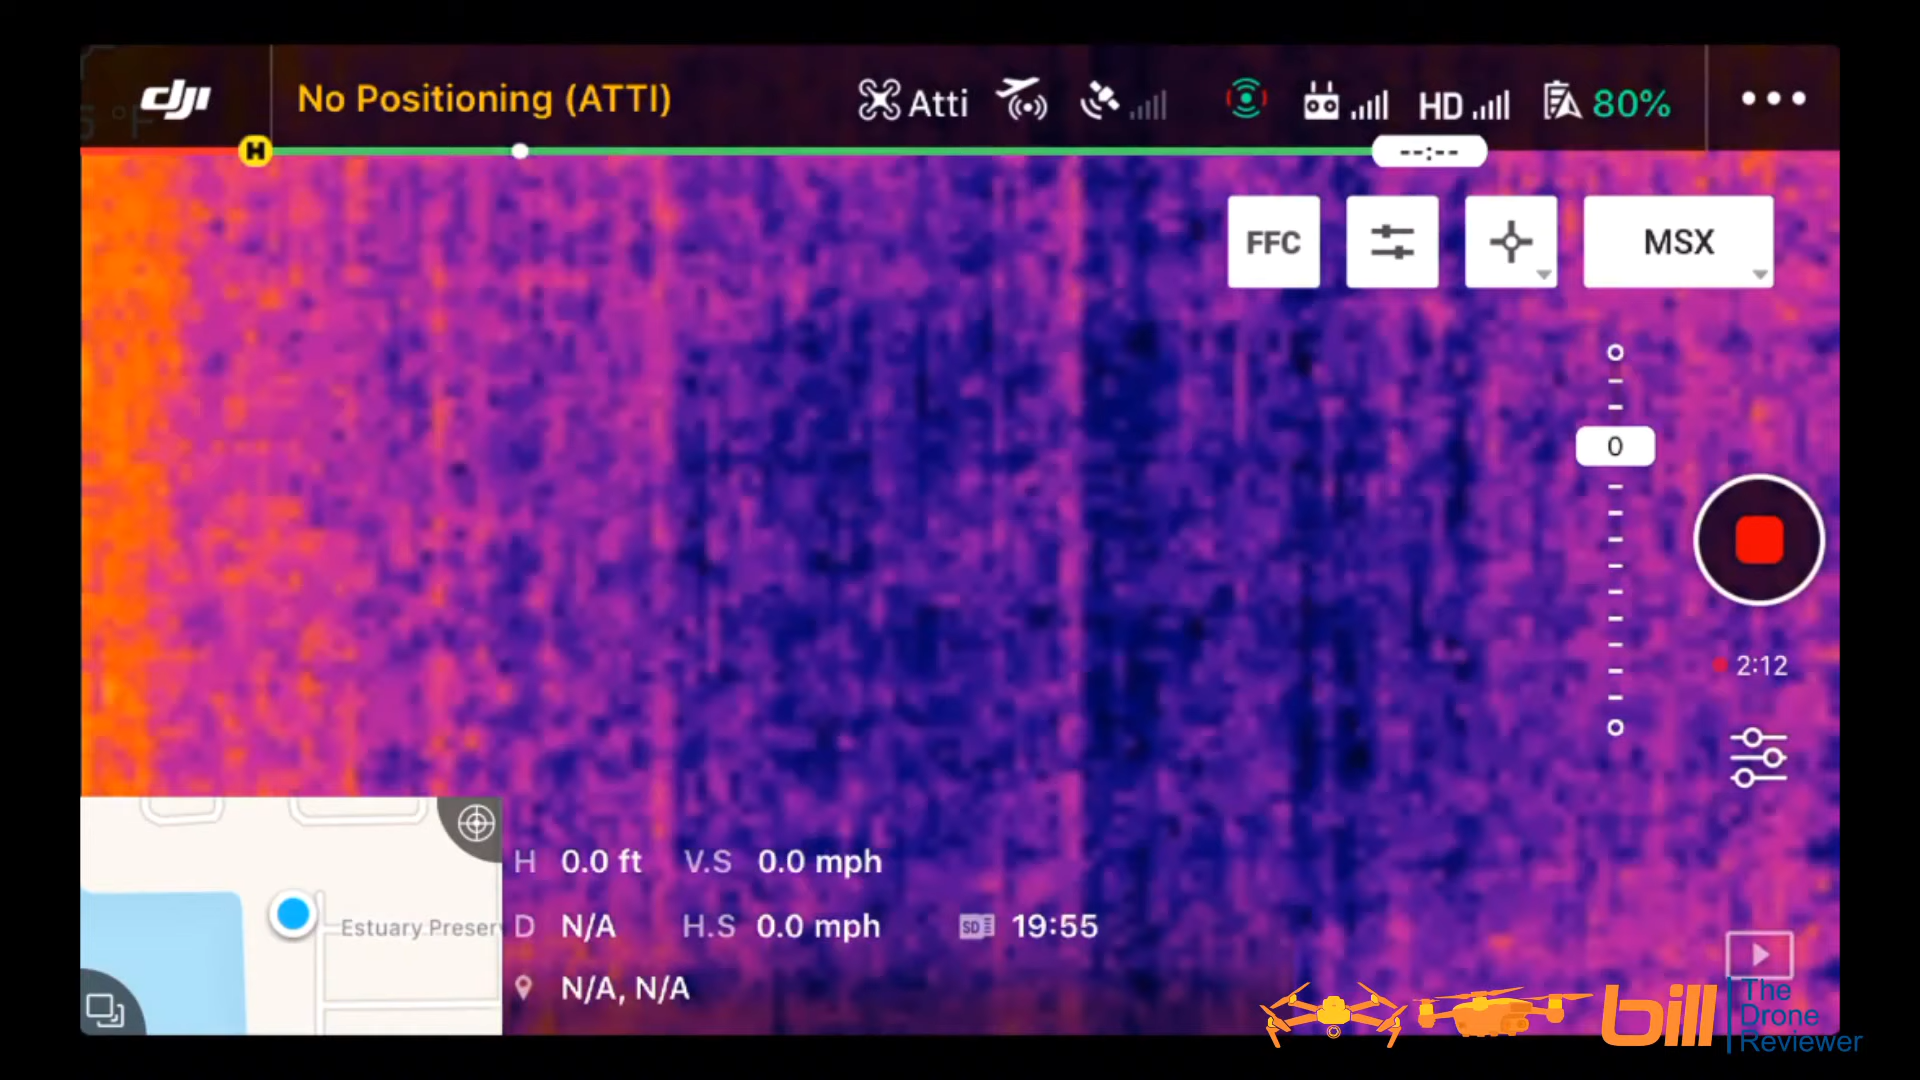 dji No Positioning (ATTI) Atti HD 80%
H --:--
FFC MSX
0
2:12
H 0.0 ft V.S 0.0 mph
Estuary Preser D N/A H.S 0.0 mph SD 19:55
N/A, N/A
bill The
Drone
Reviewer